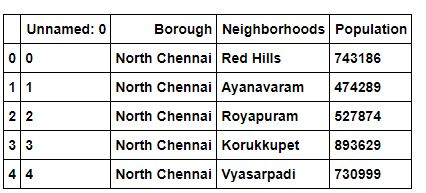 Unnamed: 0 Borough Neighborhoods Population
0 0 North Chennai Red Hills 743186
1 1 North Chennai Ayanavaram 474289
2 2 North Chennai Royapuram 527874
3 3 North Chennai Korukkupet 893629
4 4 North Chennai Vyasarpadi 730999